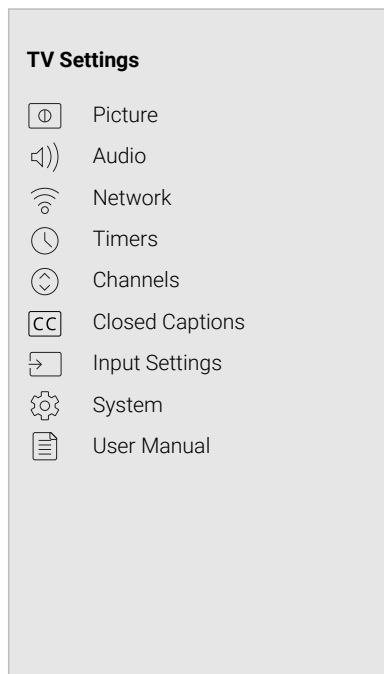 TV Settings
Picture
Audio
Network
Timers
Channels
CC Closed Captions
Input Settings
System
User Manual